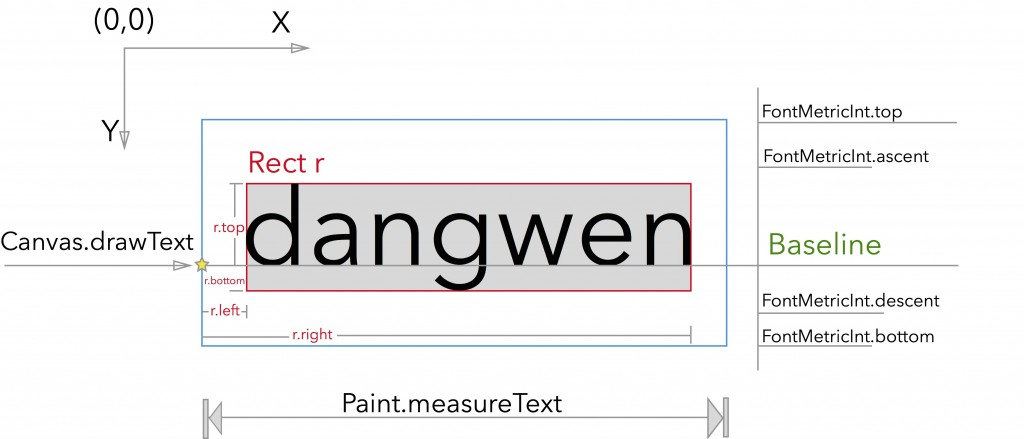 (0,0)
X
Y
FontMetricInt.top
FontMetricInt.ascent
Rect r
r.top
dangwen
Canvas.drawText
Baseline
r.bottom
FontMetricInt.descent
r.left
r.right
FontMetricInt.bottom
Paint.measureText